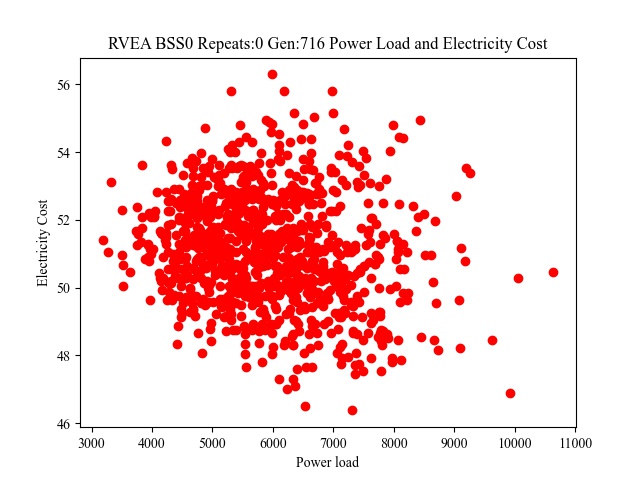 RVEA BSS0 Repeats:0 Gen:716 Power Load and Electricity Cost
56
54
52
50
48
46
Electricity Cost
3000 4000 5000 6000 7000 8000 9000 10000 11000
Power load